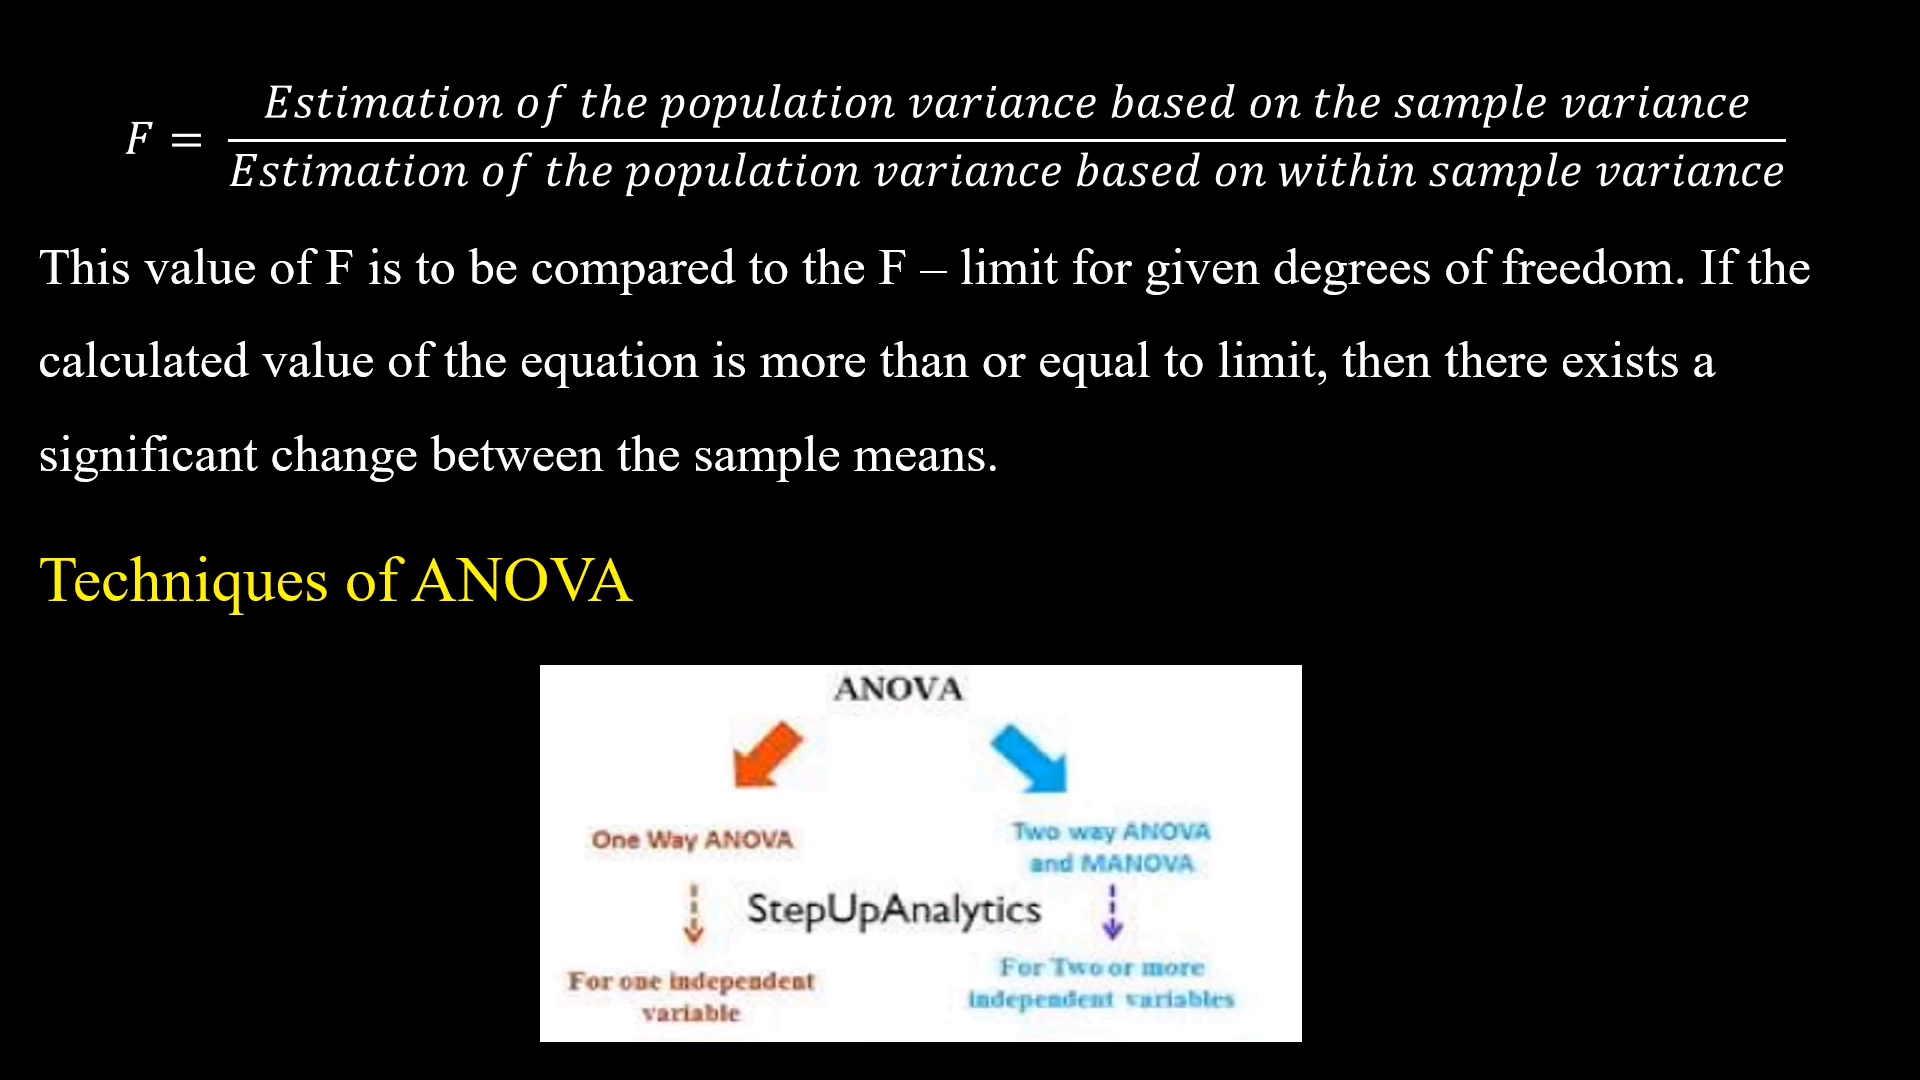 F = Estimation of the population variance based on the sample variance
Estimation of the population variance based on within sample variance
This value of F is to be compared to the F – limit for given degrees of freedom. If the
calculated value of the equation is more than or equal to limit, then there exists a
significant change between the sample means.
Techniques of ANOVA
ANOVA
One Way ANOVA
Two way ANOVA
and MANOVA
StepUpAnalytics
For one independent
variable
For Two or more
independent variables